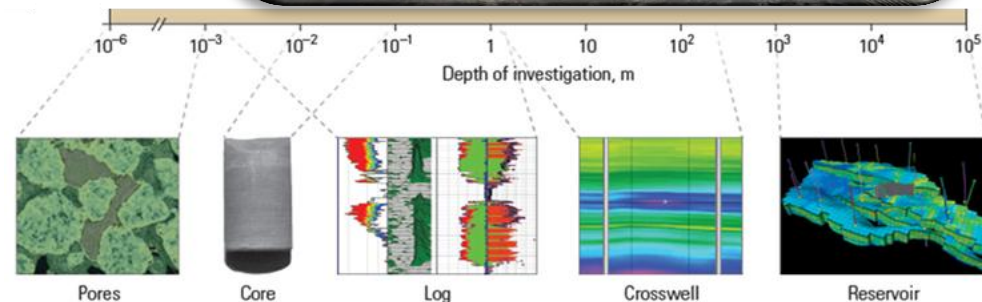 10⁻⁶ 10⁻³ 10⁻² 10⁻¹ 1 10 10² 10³ 10⁴ 10⁵
Depth of investigation, m
Pores Core Log Crosswell Reservoir